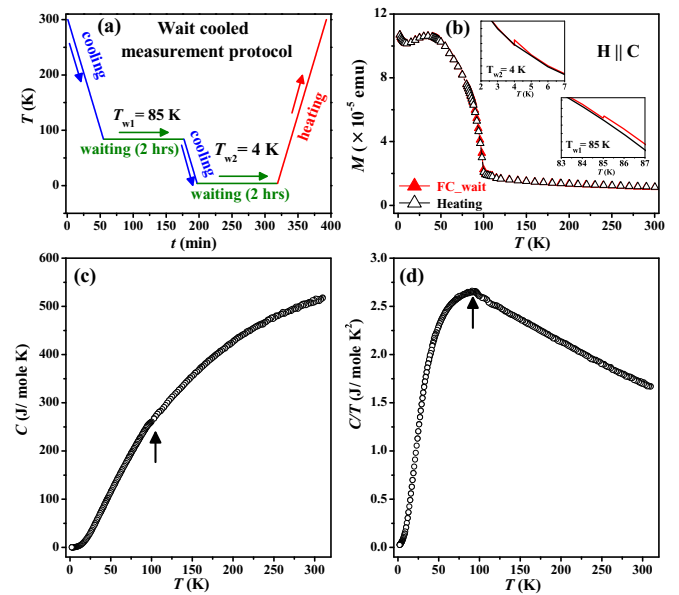 (a)
Wait cooled
measurement protocol
T (K)
300
200
100
0
cooling
T_w1 = 85 K
waiting (2 hrs)
cooling
T_w2 = 4 K
waiting (2 hrs)
heating
0 100 200 300 400
t (min)
(b)
H || C
M (× 10^-5 emu)
12
10
8
6
4
2
0
T_w2 = 4 K
2 3 4 5 6 7
T (K)
T_w1 = 85 K
83 84 85 86 87
T (K)
FC_wait
Heating
0 50 100 150 200 250 300
T (K)
(c)
C (J/ mole K)
600
500
400
300
200
100
0
0 50 100 150 200 250 300
T (K)
(d)
C/T (J/ mole K^2)
3.0
2.5
2.0
1.5
1.0
0.5
0.0
0 50 100 150 200 250 300
T (K)